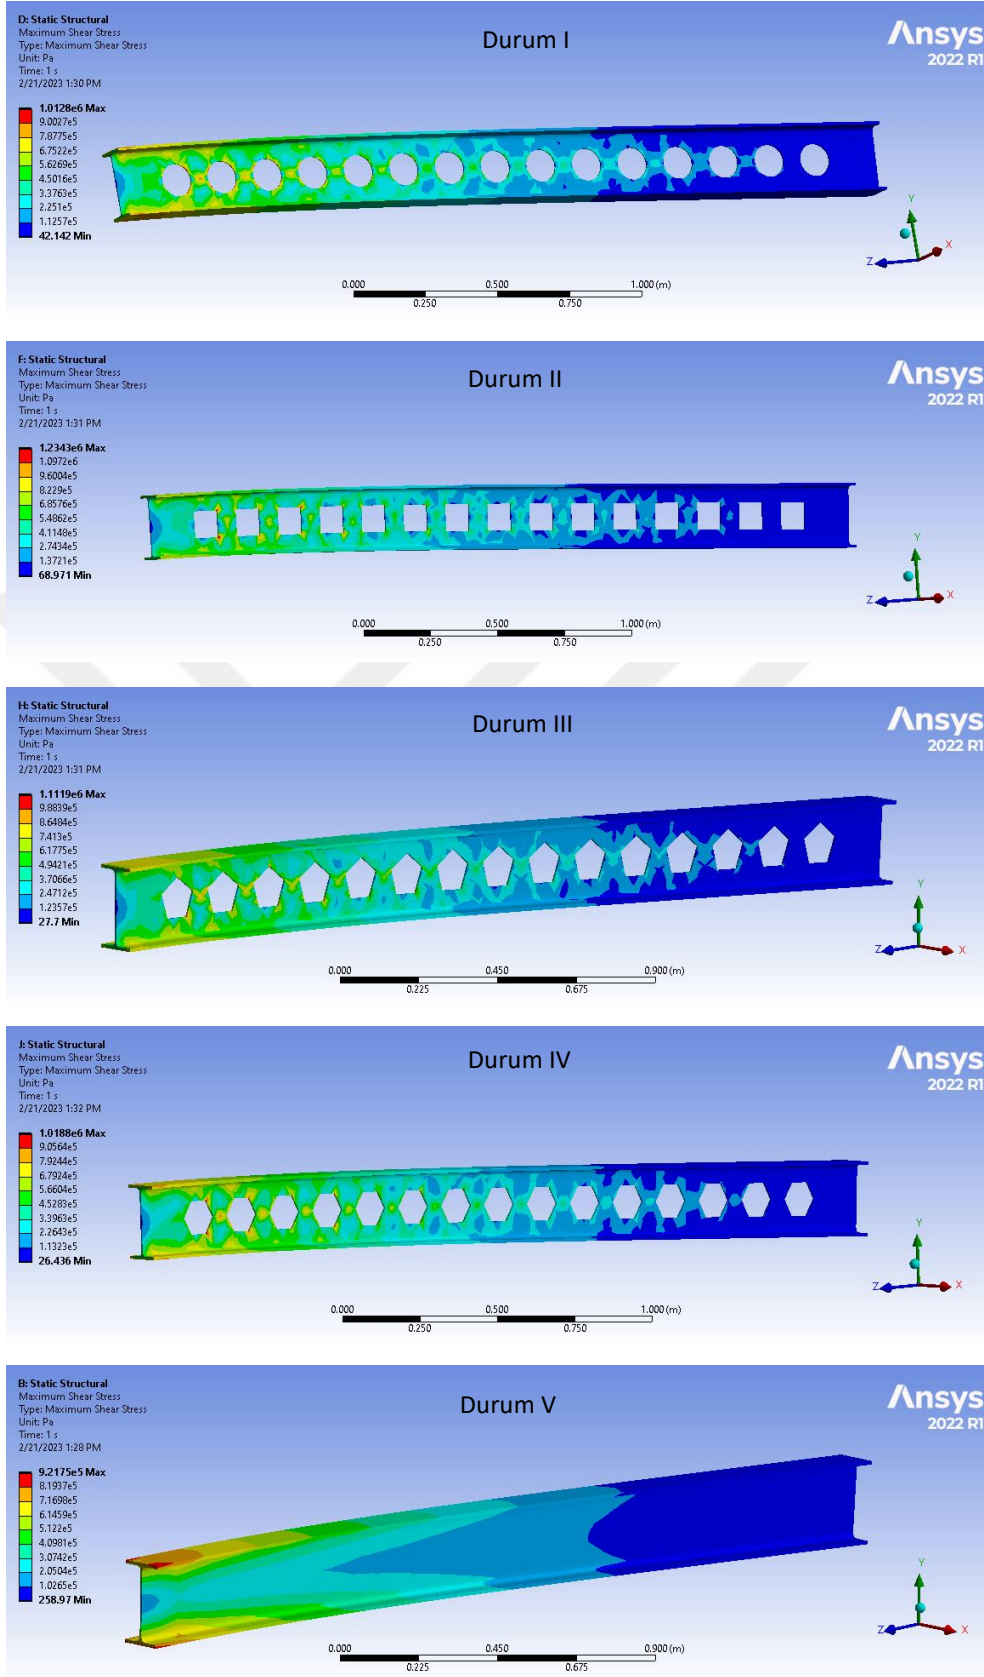 D: Static Structural
Maximum Shear Stress
Type: Maximum Shear Stress
Unit: Pa
Time: 1 s
2/21/2023 1:30 PM
Durum I
Ansys
2022 R1
1.0128e6 Max
9.0027e5
7.8775e5
6.7522e5
5.6269e5
4.5016e5
3.3763e5
2.251e5
1.1257e5
42.142 Min
Y
X
Z
0.000 0.500 1.000 (m)
0.250 0.750
F: Static Structural
Maximum Shear Stress
Type: Maximum Shear Stress
Unit: Pa
Time: 1 s
2/21/2023 1:31 PM
Durum II
Ansys
2022 R1
1.2343e6 Max
1.0972e6
9.6004e5
8.229e5
6.8576e5
5.4862e5
4.1148e5
2.7434e5
1.3721e5
68.971 Min
Y
Z X
0.000 0.500 1.000 (m)
0.250 0.750
H: Static Structural
Maximum Shear Stress
Type: Maximum Shear Stress
Unit: Pa
Time: 1 s
2/21/2023 1:31 PM
Durum III
Ansys
2022 R1
1.1119e6 Max
9.8839e5
8.6484e5
7.413e5
6.1775e5
4.9421e5
3.7066e5
2.4712e5
1.2357e5
27.7 Min
Y
Z X
0.000 0.450 0.900 (m)
0.225 0.675
J: Static Structural
Maximum Shear Stress
Type: Maximum Shear Stress
Unit: Pa
Time: 1 s
2/21/2023 1:32 PM
Durum IV
Ansys
2022 R1
1.0188e6 Max
9.0564e5
7.9244e5
6.7924e5
5.6604e5
4.5283e5
3.3963e5
2.2643e5
1.1323e5
26.436 Min
Y
Z X
0.000 0.500 1.000 (m)
0.250 0.750
B: Static Structural
Maximum Shear Stress
Type: Maximum Shear Stress
Unit: Pa
Time: 1 s
2/21/2023 1:28 PM
Durum V
Ansys
2022 R1
9.2175e5 Max
8.1937e5
7.1698e5
6.1459e5
5.122e5
4.0981e5
3.0742e5
2.0504e5
1.0265e5
258.97 Min
Y
Z X
0.000 0.450 0.900 (m)
0.225 0.675